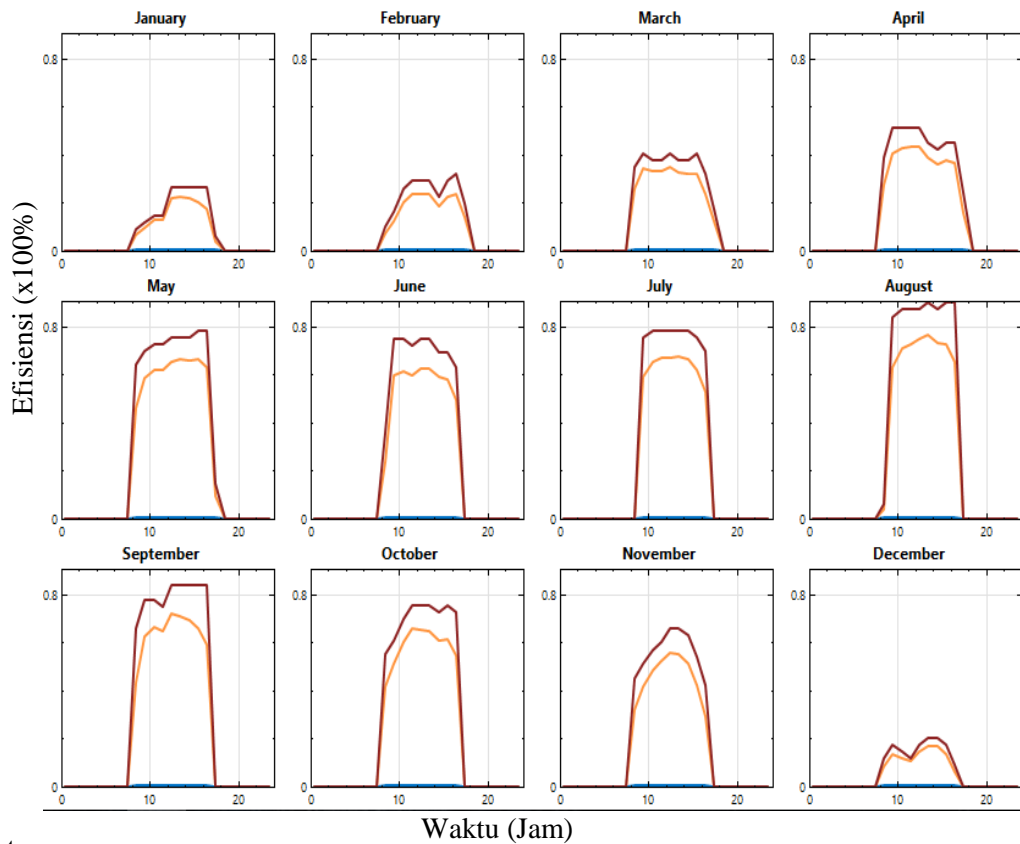 January February March April
0.8 0.8 0.8 0.8
0 0 0 0
0 10 20 0 10 20 0 10 20 0 10 20
May June July August
0.8 0.8 0.8 0.8
0 0 0 0
0 10 20 0 10 20 0 10 20 0 10 20
September October November December
0.8 0.8 0.8 0.8
0 0 0 0
0 10 20 0 10 20 0 10 20 0 10 20
Efisiensi (x100%)
Waktu (Jam)